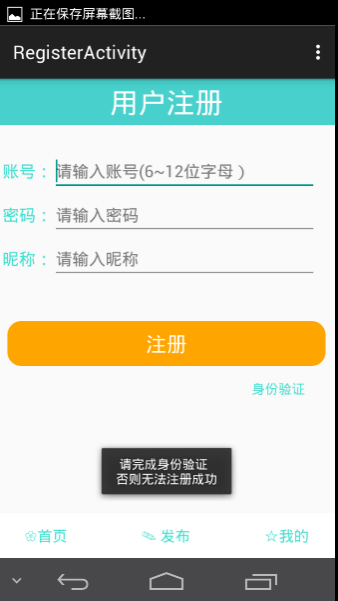 正在保存屏幕截图...
RegisterActivity
用户注册
账号： 请输入账号(6~12位字母）
密码： 请输入密码
昵称： 请输入昵称
注册
身份验证
请完成身份验证
否则无法注册成功
❀首页 ✎ 发布 ☆我的